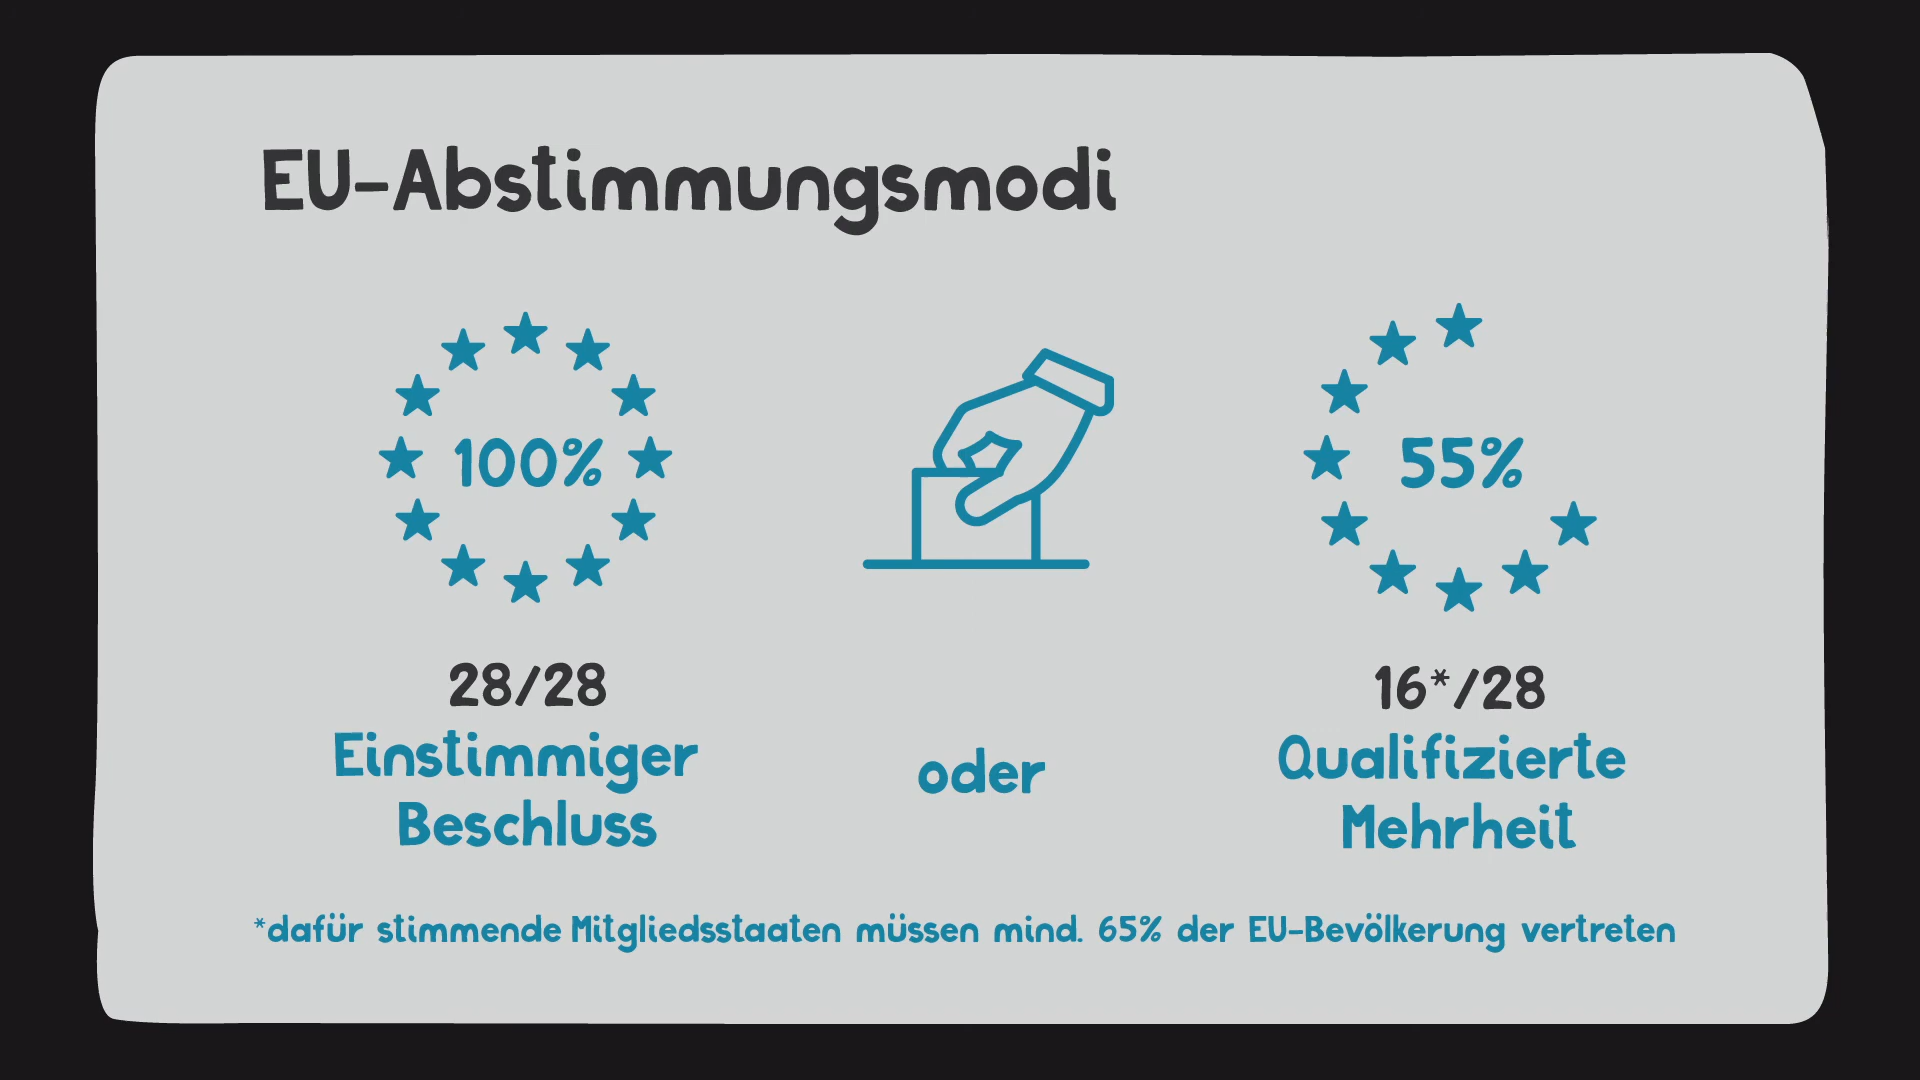 EU-Abstimmungsmodi
100%
55%
28/28
16*/28
Einstimmiger
Beschluss
oder
Qualifizierte
Mehrheit
*dafür stimmende Mitgliedsstaaten müssen mind. 65% der EU-Bevölkerung vertreten